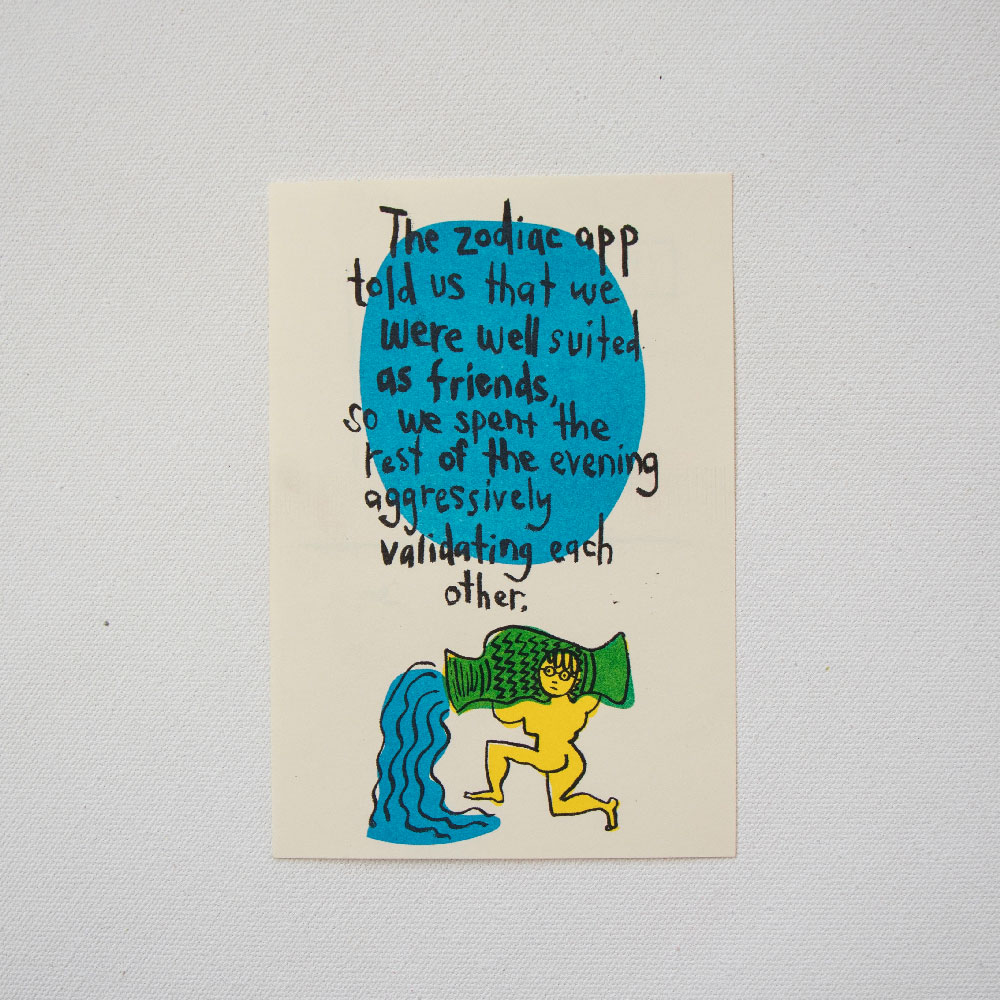 The zodiac app
told us that we
were well suited
as friends,
so we spent the
rest of the evening
aggressively
validating each
other.